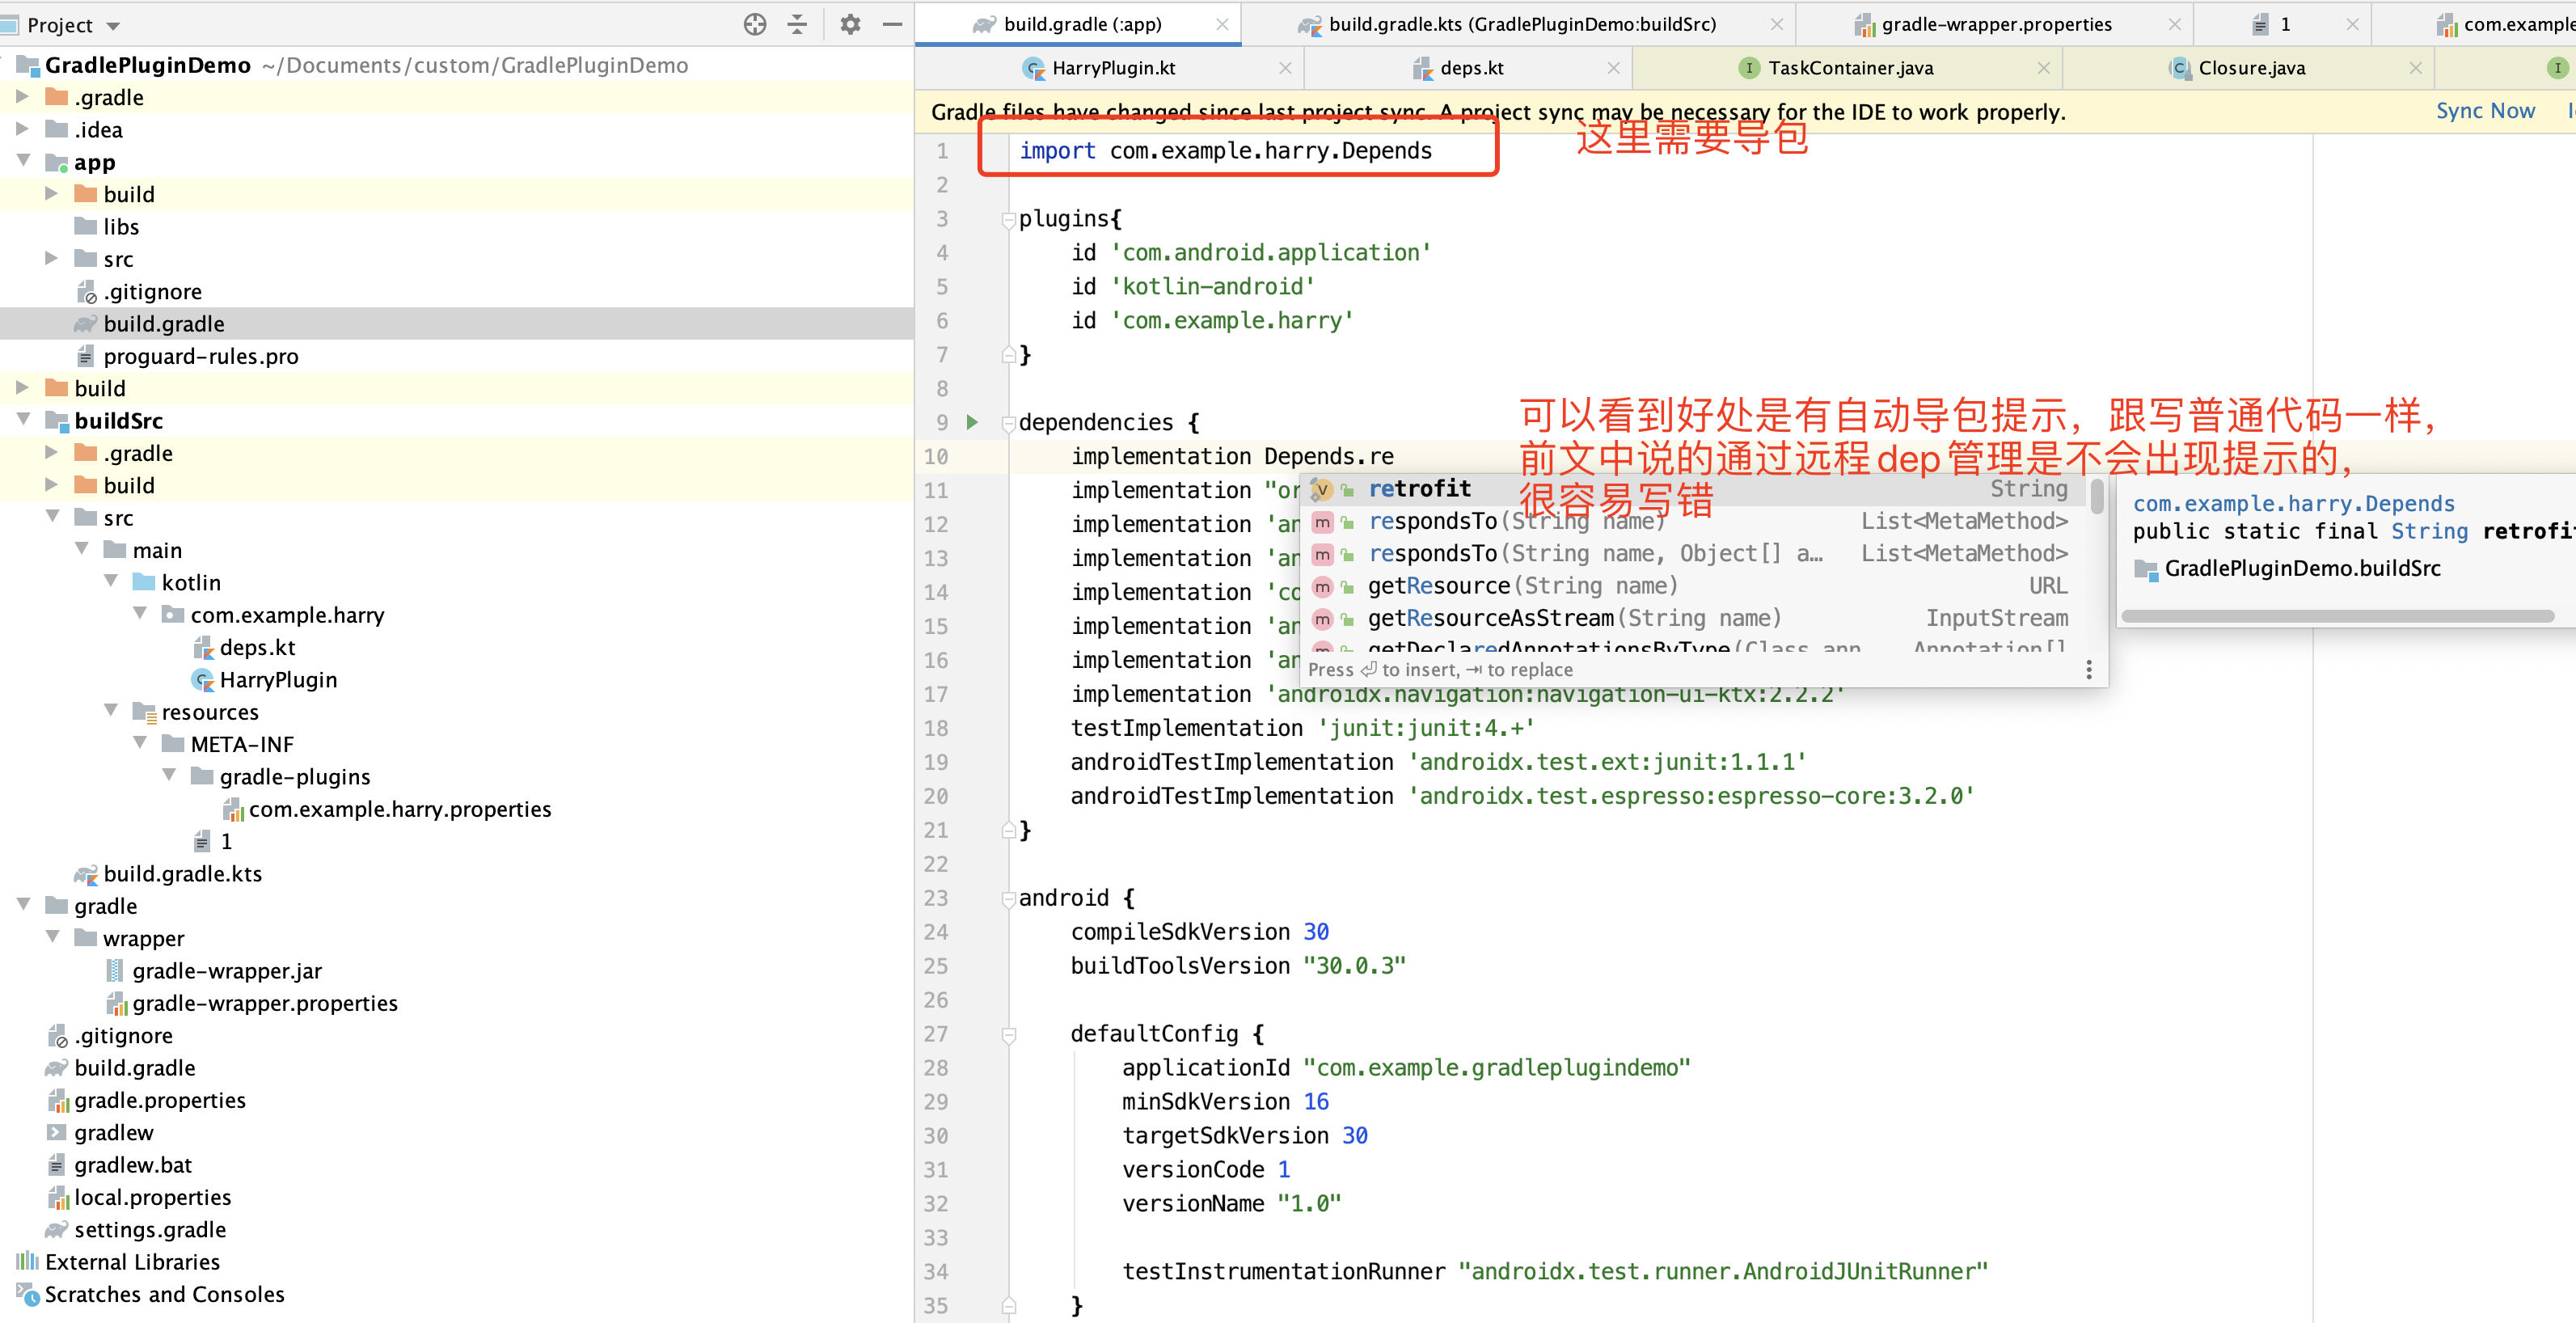 Project
GradlePluginDemo ~/Documents/custom/GradlePluginDemo
.gradle
.idea
app
build
libs
src
.gitignore
build.gradle
proguard-rules.pro
build
buildSrc
.gradle
build
src
main
kotlin
com.example.harry
deps.kt
HarryPlugin
resources
META-INF
gradle-plugins
com.example.harry.properties
1
build.gradle.kts
gradle
wrapper
gradle-wrapper.jar
gradle-wrapper.properties
.gitignore
build.gradle
gradle.properties
gradlew
gradlew.bat
local.properties
settings.gradle
External Libraries
Scratches and Consoles
build.gradle (:app)
build.gradle.kts (GradlePluginDemo:buildSrc)
gradle-wrapper.properties
1
com.example
HarryPlugin.kt
deps.kt
TaskContainer.java
Closure.java
Gradle files have changed since last project sync. A project sync may be necessary for the IDE to work properly.
Sync Now
这里需要导包
1 import com.example.harry.Depends
2
3 plugins{
4 id 'com.android.application'
5 id 'kotlin-android'
6 id 'com.example.harry'
7 }
8
9 dependencies {
10 implementation Depends.re
11 implementation "or
12 implementation 'an
13 implementation 'an
14 implementation 'co
15 implementation 'an
16 implementation 'an
17 implementation 'androidx.navigation:navigation-ui-ktx:2.2.2'
18 testImplementation 'junit:junit:4.+'
19 androidTestImplementation 'androidx.test.ext:junit:1.1.1'
20 androidTestImplementation 'androidx.test.espresso:espresso-core:3.2.0'
21 }
22
23 android {
24 compileSdkVersion 30
25 buildToolsVersion "30.0.3"
26
27 defaultConfig {
28 applicationId "com.example.gradleplugindemo"
29 minSdkVersion 16
30 targetSdkVersion 30
31 versionCode 1
32 versionName "1.0"
33
34 testInstrumentationRunner "androidx.test.runner.AndroidJUnitRunner"
35 }
可以看到好处是有自动导包提示，跟写普通代码一样，
前文中说的通过远程dep管理是不会出现提示的，
很容易写错
retrofit String
respondsTo(String name) List<MetaMethod>
respondsTo(String name, Object[] a… List<MetaMethod>
getResource(String name) URL
getResourceAsStream(String name) InputStream
getDeclaredAnnotationsByType(Class ann Annotation[]
Press ⏎ to insert, ⇥ to replace
com.example.harry.Depends
public static final String retrofi
GradlePluginDemo.buildSrc